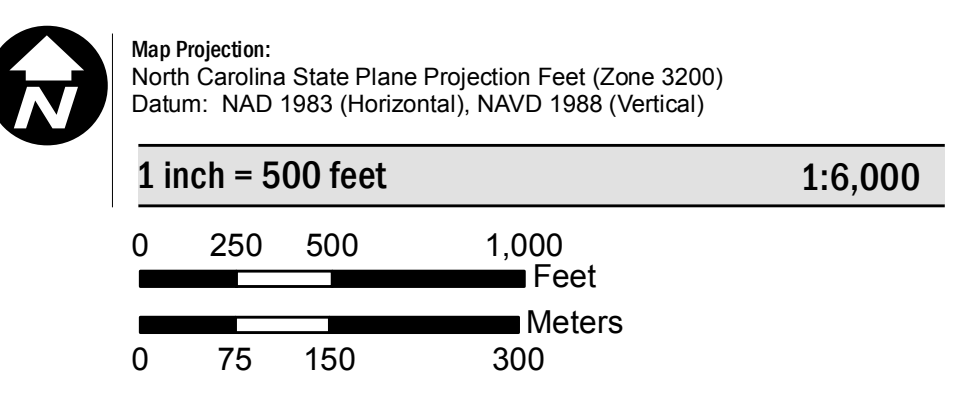 N
Map Projection:
North Carolina State Plane Projection Feet (Zone 3200)
Datum: NAD 1983 (Horizontal), NAVD 1988 (Vertical)
1 inch = 500 feet 1:6,000
0 250 500 1,000
Feet
Meters
0 75 150 300